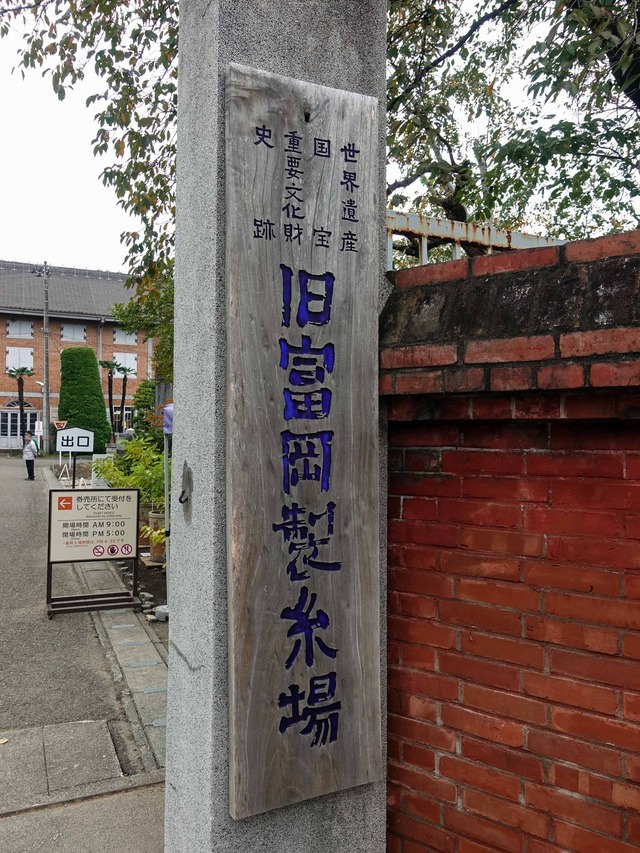 世界遺産
国宝
重要文化財
史跡
旧富岡製糸場
出口
券売所にて受付を
してください
開場時間 AM 9:00
閉場時間 PM 5:00